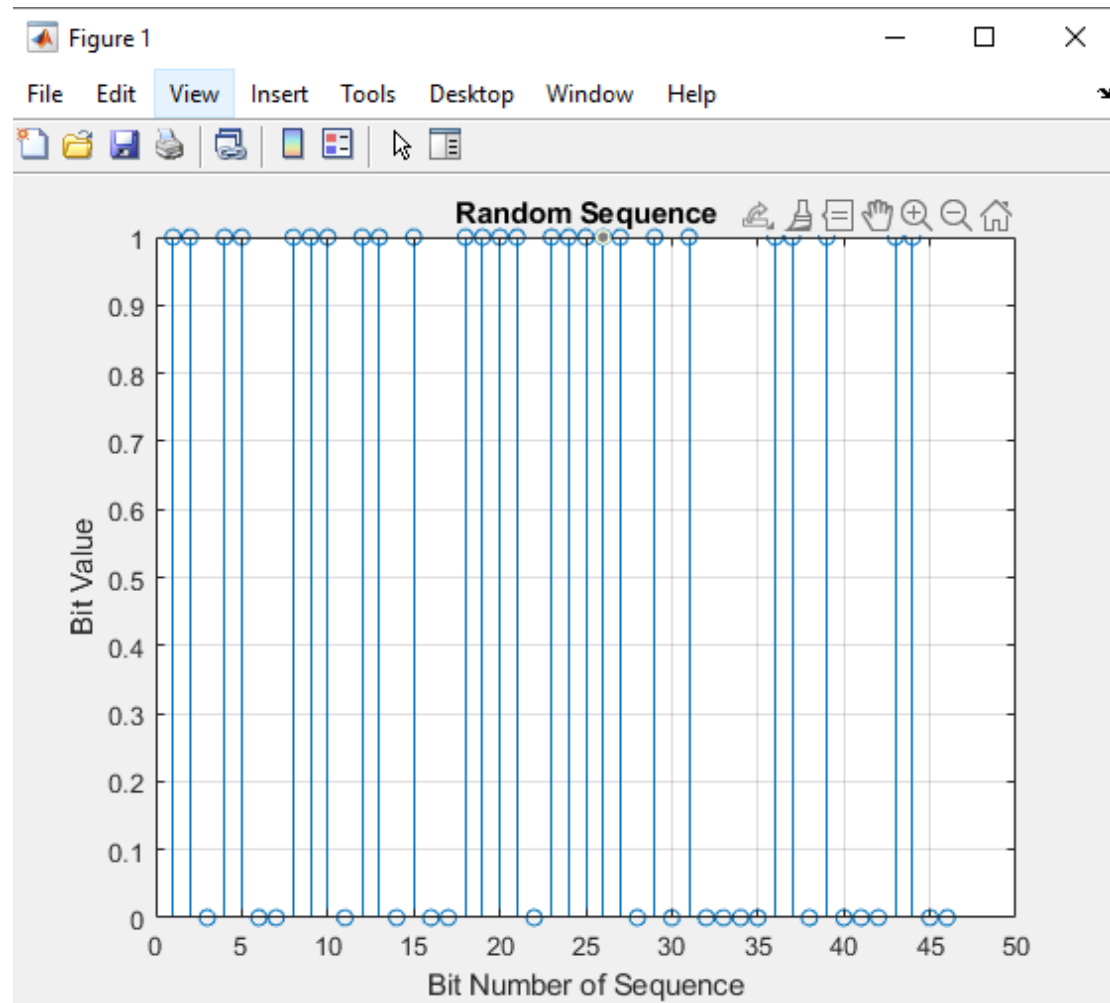 Figure 1
File Edit View Insert Tools Desktop Window Help
Random Sequence
1
0.9
0.8
0.7
0.6
0.5
0.4
0.3
0.2
0.1
0
Bit Value
0 5 10 15 20 25 30 35 40 45 50
Bit Number of Sequence